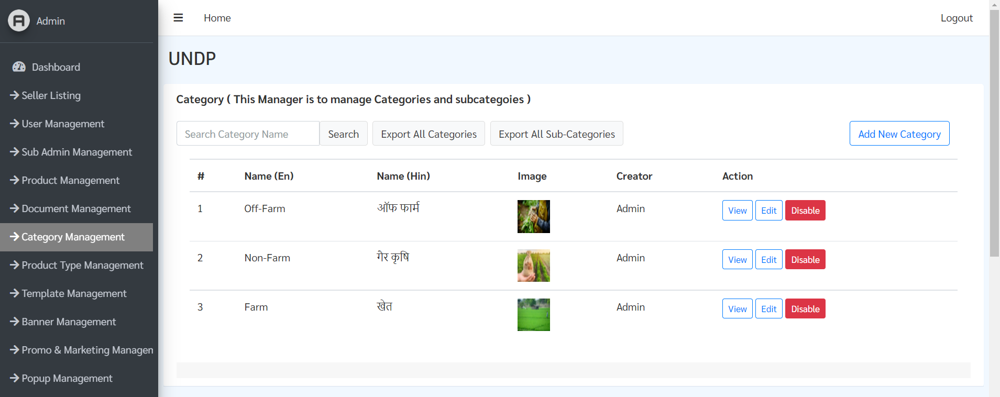 Admin
Dashboard
Seller Listing
User Management
Sub Admin Management
Product Management
Document Management
Category Management
Product Type Management
Template Management
Banner Management
Promo & Marketing Managem
Popup Management
Home
Logout
UNDP
Category ( This Manager is to manage Categories and subcategoies )
Search Category Name Search Export All Categories Export All Sub-Categories Add New Category
# Name (En) Name (Hin) Image Creator Action
1 Off-Farm ऑफ फार्म Admin View Edit Disable
2 Non-Farm गैर कृषि Admin View Edit Disable
3 Farm खेत Admin View Edit Disable